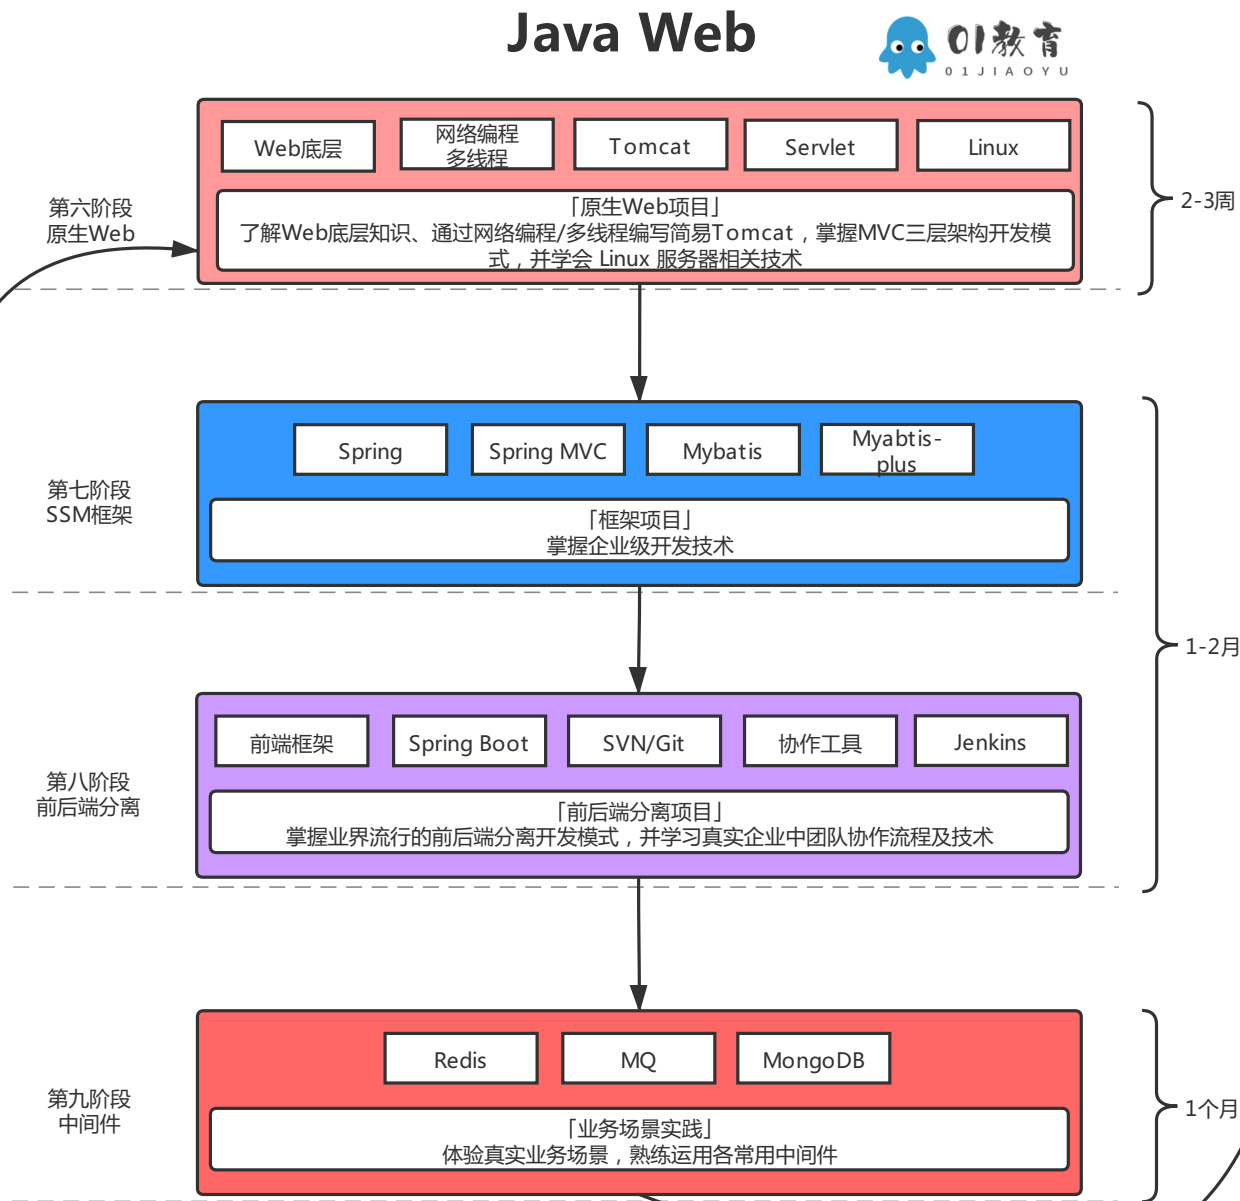 Java Web
01教育
01JIAOYU
Web底层
网络编程
多线程
Tomcat
Servlet
Linux
第六阶段
原生Web
「原生Web项目」
了解Web底层知识、通过网络编程/多线程编写简易Tomcat，掌握MVC三层架构开发模
式，并学会 Linux 服务器相关技术
2-3周
Spring
Spring MVC
Mybatis
Myabtis-
plus
第七阶段
SSM框架
「框架项目」
掌握企业级开发技术
1-2月
前端框架
Spring Boot
SVN/Git
协作工具
Jenkins
第八阶段
前后端分离
「前后端分离项目」
掌握业界流行的前后端分离开发模式，并学习真实企业中团队协作流程及技术
Redis
MQ
MongoDB
第九阶段
中间件
「业务场景实践」
体验真实业务场景，熟练运用各常用中间件
1个月